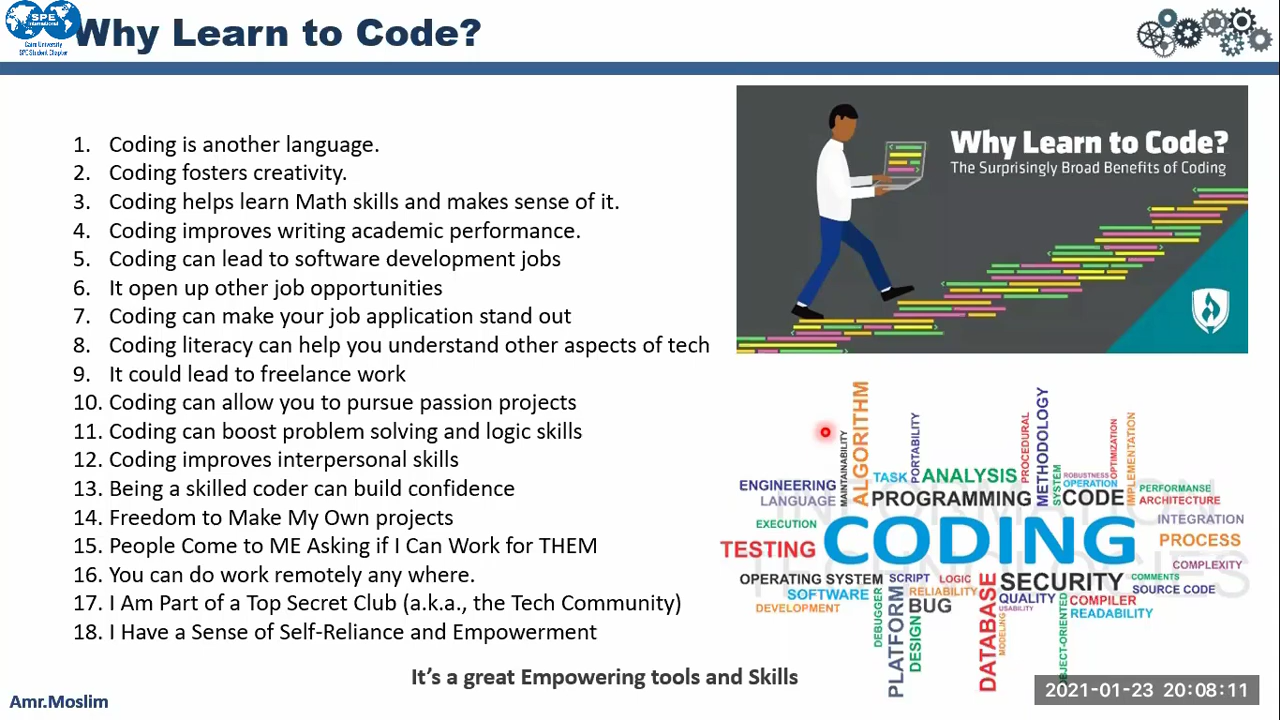 SPE
International
Cairo University
SPE Student Chapter
Why Learn to Code?
1. Coding is another language.
2. Coding fosters creativity.
3. Coding helps learn Math skills and makes sense of it.
4. Coding improves writing academic performance.
5. Coding can lead to software development jobs
6. It open up other job opportunities
7. Coding can make your job application stand out
8. Coding literacy can help you understand other aspects of tech
9. It could lead to freelance work
10. Coding can allow you to pursue passion projects
11. Coding can boost problem solving and logic skills
12. Coding improves interpersonal skills
13. Being a skilled coder can build confidence
14. Freedom to Make My Own projects
15. People Come to ME Asking if I Can Work for THEM
16. You can do work remotely any where.
17. I Am Part of a Top Secret Club (a.k.a., the Tech Community)
18. I Have a Sense of Self-Reliance and Empowerment
Why Learn to Code?
The Surprisingly Broad Benefits of Coding
MAINTAINABILITY
ALGORITHM
PORTABILITY
PROCEDURAL
METHODOLOGY
SYSTEM
OPTIMIZATION
IMPLEMENTATION
TASK
ANALYSIS
ROBUSTNESS
OPERATION
ENGINEERING
LANGUAGE
PROGRAMMING
CODE
PERFORMANSE
ARCHITECTURE
EXECUTION
INTEGRATION
TESTING
CODING
PROCESS
COMPLEXITY
INFORMATION
TECHNOLOGIES
OPERATING SYSTEM
SCRIPT
LOGIC
SECURITY
COMMENTS
SOFTWARE
RELIABILITY
QUALITY
SOURCE CODE
DEVELOPMENT
BUG
USABILITY
COMPILER
READABILITY
DEBUGGER
PLATFORM
DESIGN
DATABASE
MODELING
OBJECT-ORIENTED
It's a great Empowering tools and Skills
2021-01-23 20:08:11
Amr.Moslim